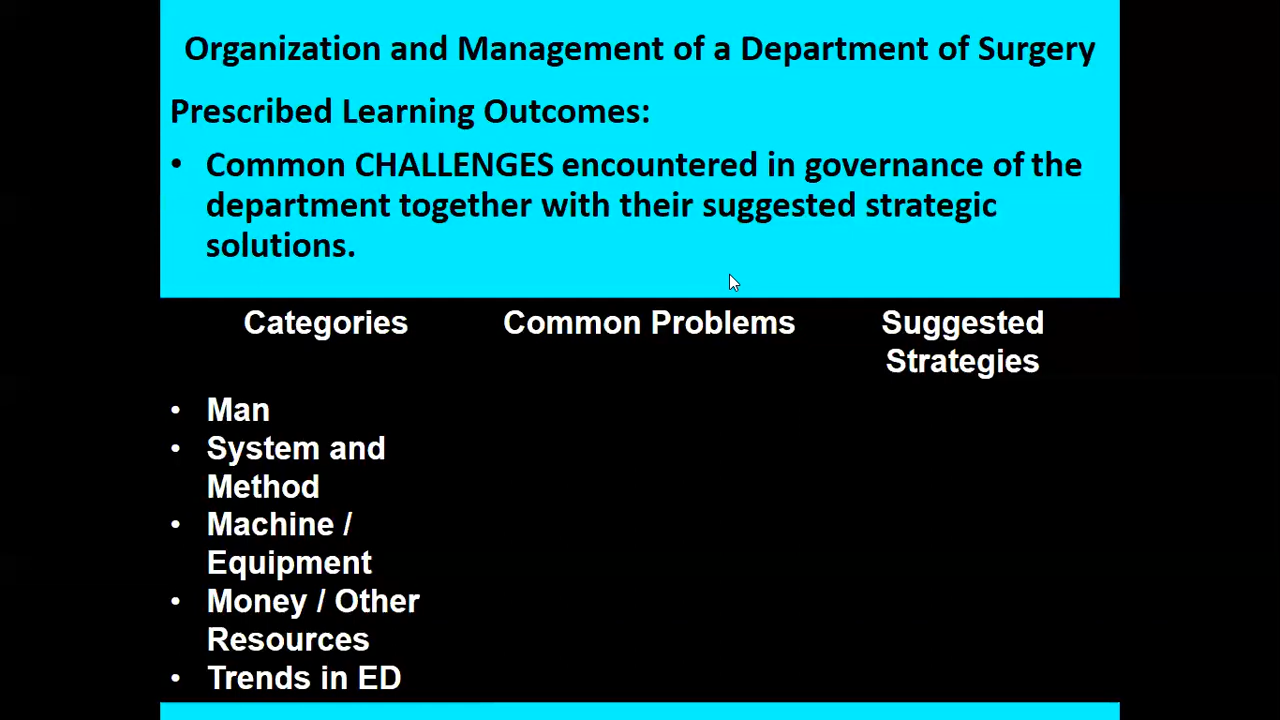 Organization and Management of a Department of Surgery
Prescribed Learning Outcomes:
• Common CHALLENGES encountered in governance of the
department together with their suggested strategic
solutions.
Categories Common Problems Suggested
Strategies
• Man
• System and
Method
• Machine /
Equipment
• Money / Other
Resources
• Trends in ED